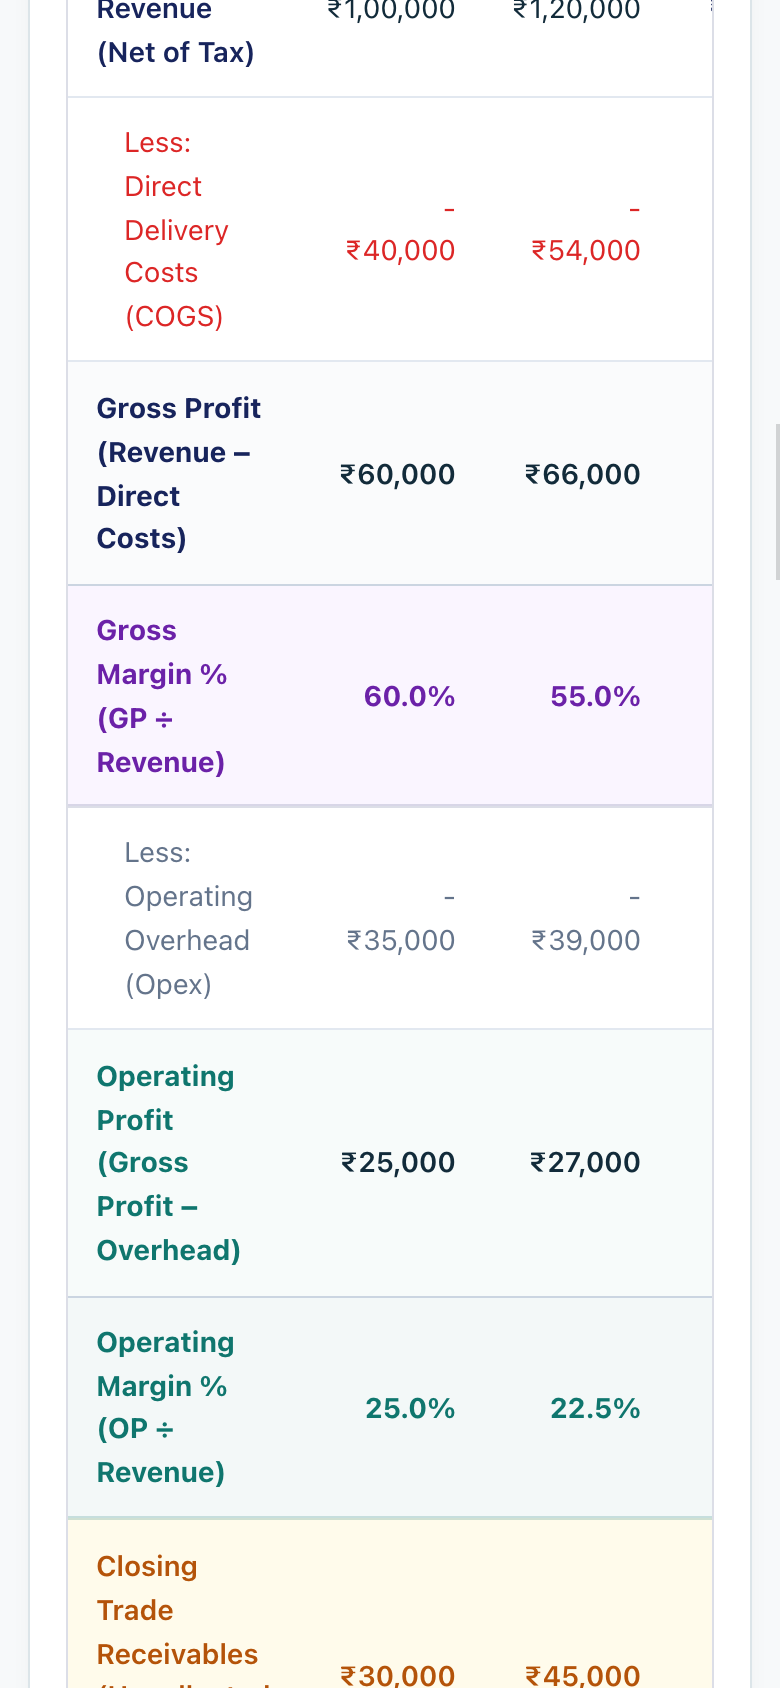 Revenue ₹1,00,000 ₹1,20,000
(Net of Tax)
Less:
Direct
Delivery
Costs
(COGS)
- -
₹40,000 ₹54,000
Gross Profit
(Revenue –
Direct
Costs)
₹60,000 ₹66,000
Gross
Margin %
(GP ÷
Revenue)
60.0% 55.0%
Less:
Operating
Overhead
(Opex)
- -
₹35,000 ₹39,000
Operating
Profit
(Gross
Profit –
Overhead)
₹25,000 ₹27,000
Operating
Margin %
(OP ÷
Revenue)
25.0% 22.5%
Closing
Trade
Receivables
₹30,000 ₹45,000